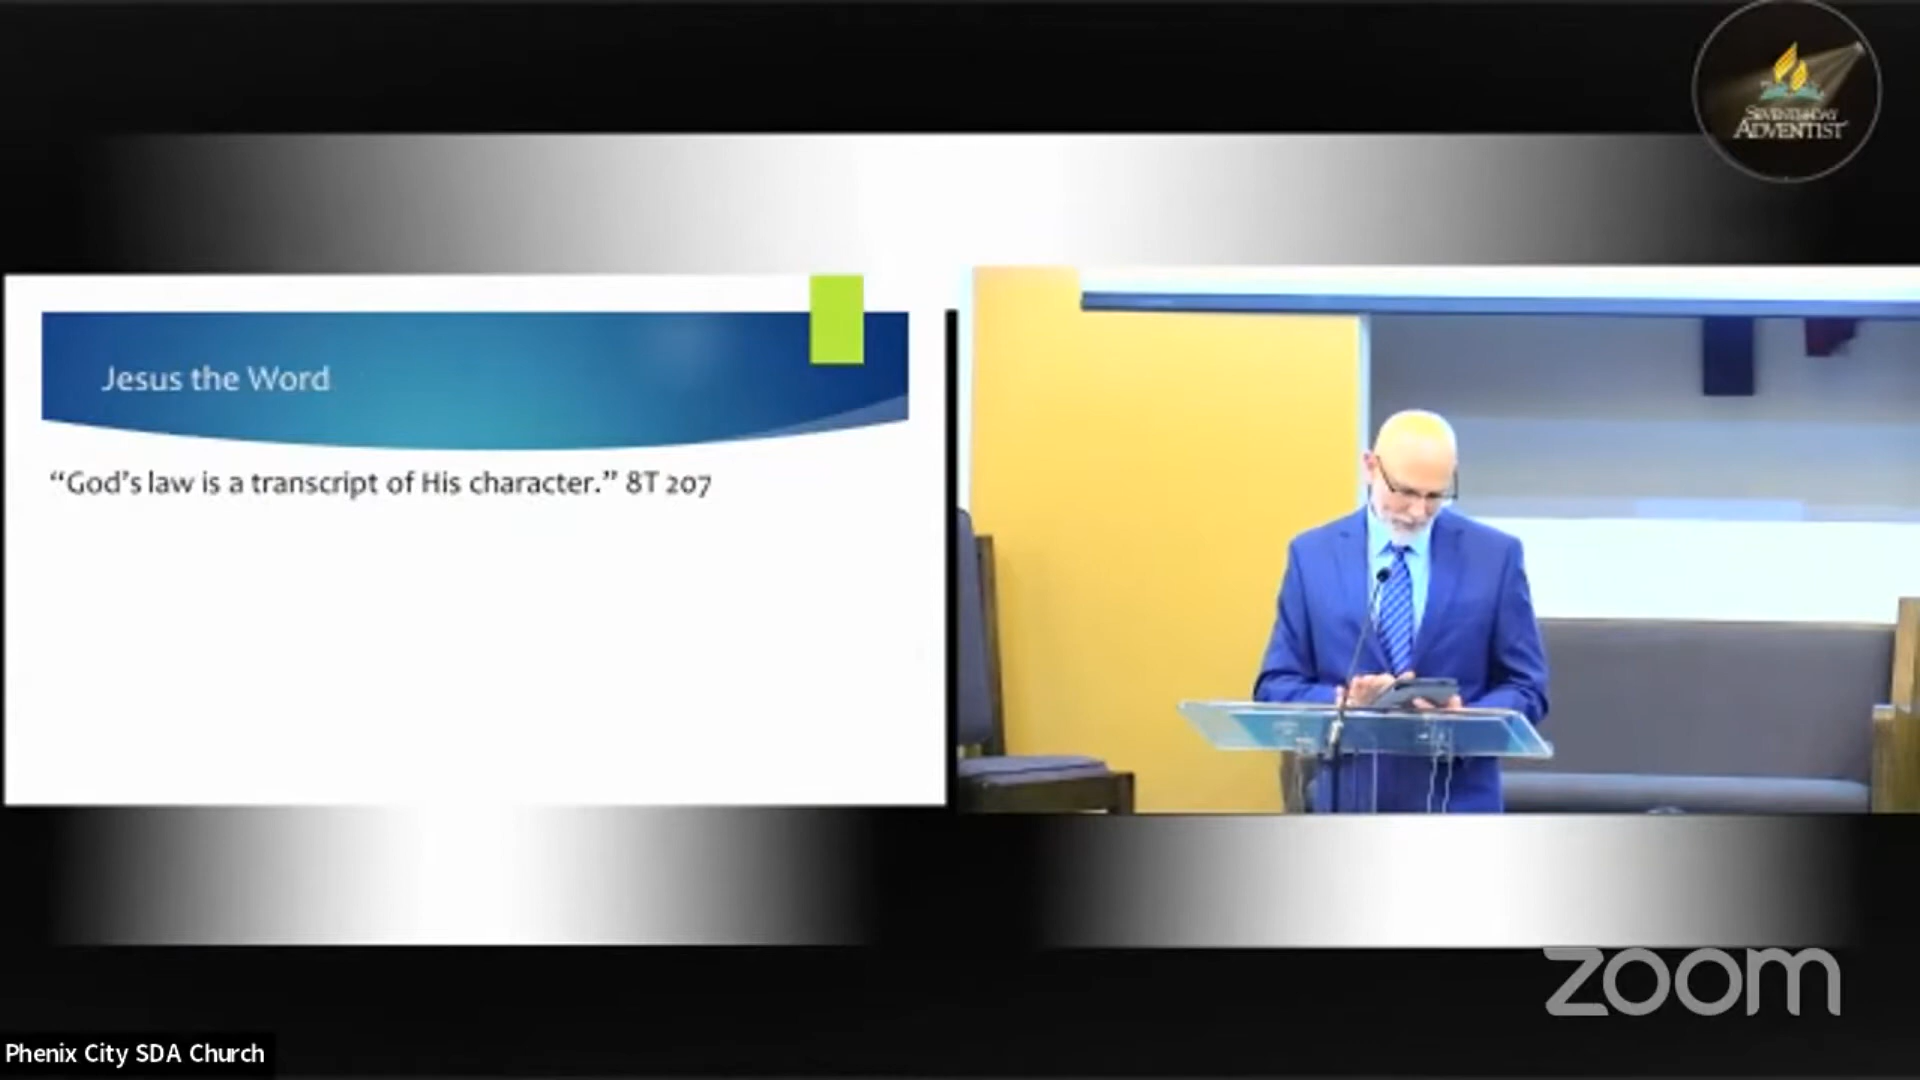 SEVENTH-DAY
ADVENTIST
Jesus the Word
“God’s law is a transcript of His character.” 8T 207
zoom
Phenix City SDA Church